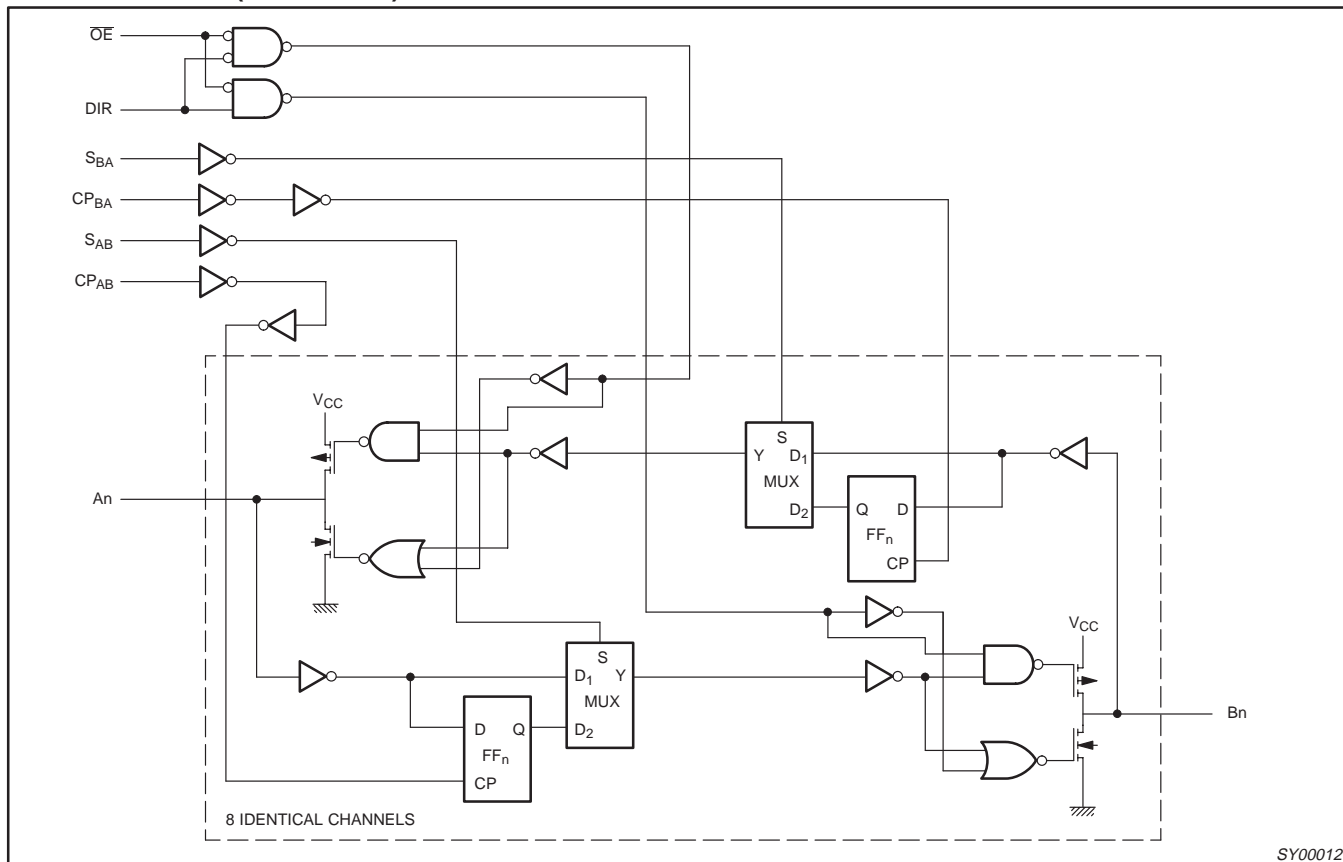 OE
DIR
SBA
CPBA
SAB
CPAB
VCC
S
Y D1
MUX
D2
Q D
FFn
CP
An
VCC
S
D1 Y
MUX
D2
D Q
FFn
CP
Bn
8 IDENTICAL CHANNELS
SY00012